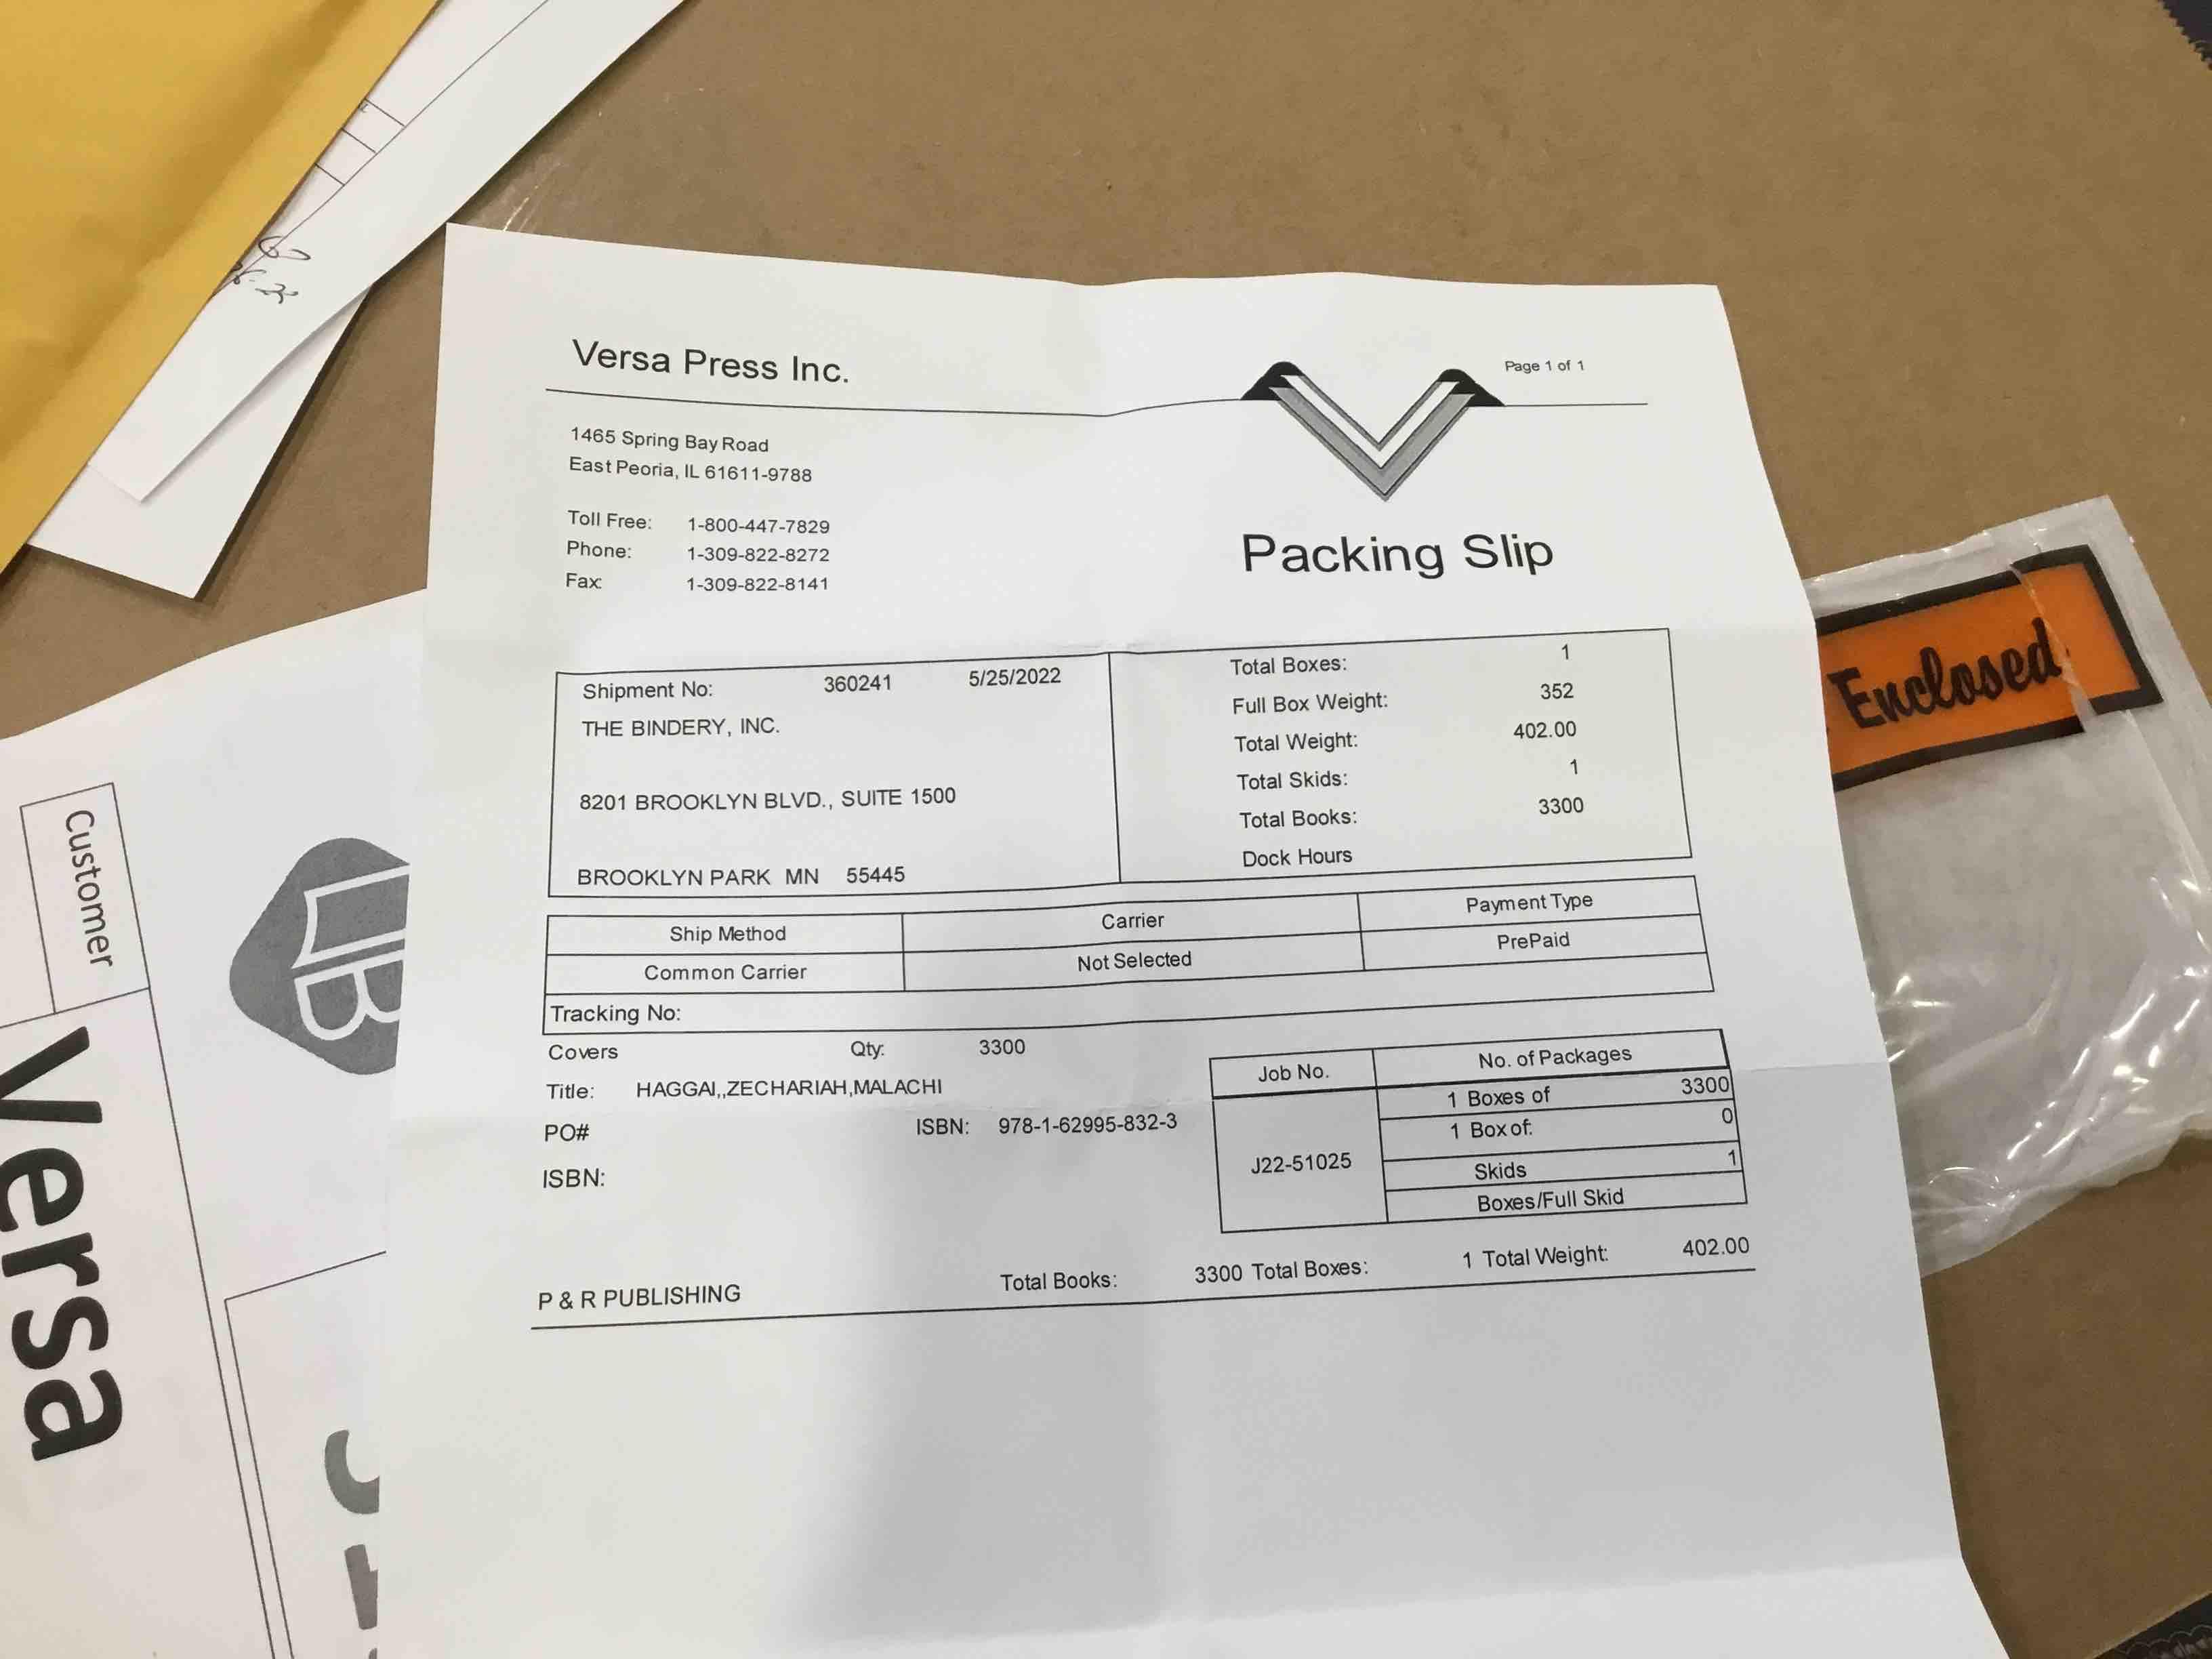 Versa Press Inc.
Page 1 of 1
1465 Spring Bay Road
East Peoria, IL 61611-9788
Toll Free: 1-800-447-7829
Phone: 1-309-822-8272
Fax: 1-309-822-8141
Packing Slip
Shipment No: 360241 5/25/2022
THE BINDERY, INC.
8201 BROOKLYN BLVD., SUITE 1500
BROOKLYN PARK MN 55445
Total Boxes: 1
Full Box Weight: 352
Total Weight: 402.00
Total Skids: 1
Total Books: 3300
Dock Hours
Ship Method Carrier Payment Type
Common Carrier Not Selected PrePaid
Tracking No:
Covers Qty: 3300
Title: HAGGAI,,ZECHARIAH,MALACHI
PO# ISBN: 978-1-62995-832-3
ISBN:
Job No. No. of Packages
J22-51025
1 Boxes of 3300
1 Box of: 0
Skids 1
Boxes/Full Skid
P & R PUBLISHING Total Books: 3300 Total Boxes: 1 Total Weight: 402.00
Enclosed
Customer
Versa